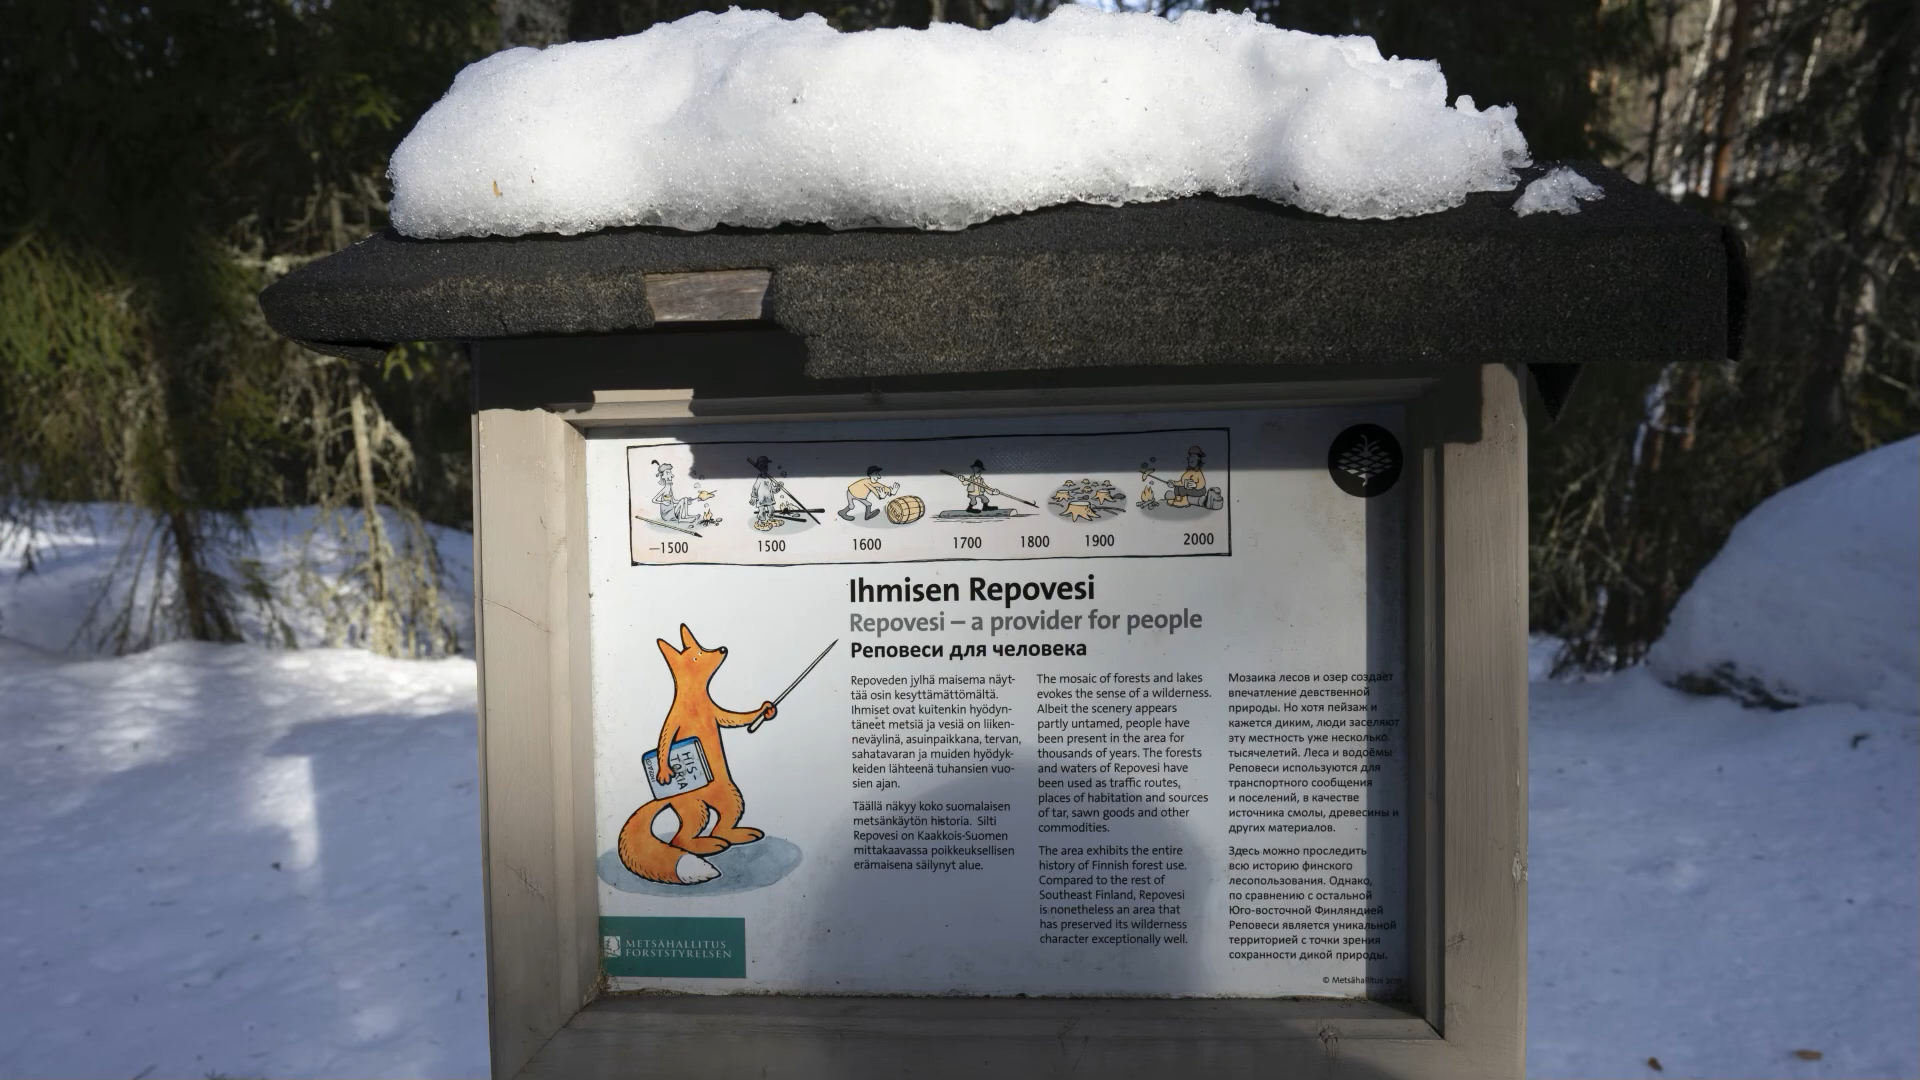 –1500 1500 1600 1700 1800 1900 2000
Ihmisen Repovesi
Repovesi – a provider for people
Реповеси для человека
Repoveden jylhä maisema näyt-
tää osin kesyttämättömältä.
Ihmiset ovat kuitenkin hyödyn-
täneet metsiä ja vesiä on liiken-
neväylinä, asuinpaikkana, tervan,
sahatavaran ja muiden hyödyk-
keiden lähteenä tuhansien vuo-
sien ajan.
Täällä näkyy koko suomalaisen
metsänkäytön historia. Silti
Repovesi on Kaakkois-Suomen
mittakaavassa poikkeuksellisen
erämaisena säilynyt alue.
The mosaic of forests and lakes
evokes the sense of a wilderness.
Albeit the scenery appears
partly untamed, people have
been present in the area for
thousands of years. The forests
and waters of Repovesi have
been used as traffic routes,
places of habitation and sources
of tar, sawn goods and other
commodities.
The area exhibits the entire
history of Finnish forest use.
Compared to the rest of
Southeast Finland, Repovesi
is nonetheless an area that
has preserved its wilderness
character exceptionally well.
Мозаика лесов и озер создает
впечатление девственной
природы. Но хотя пейзаж и
кажется диким, люди заселяют
эту местность уже несколько
тысячелетий. Леса и водоёмы
Реповеси используются для
транспортного сообщения
и поселений, в качестве
источника смолы, древесины и
других материалов.
Здесь можно проследить
всю историю финского
лесопользования. Однако,
по сравнению с остальной
Юго-восточной Финляндией
Реповеси является уникальной
территорией с точки зрения
сохранности дикой природы.
HIS-
TORIA
METSÄHALLITUS
FORSTSTYRELSEN
© Metsähallitus